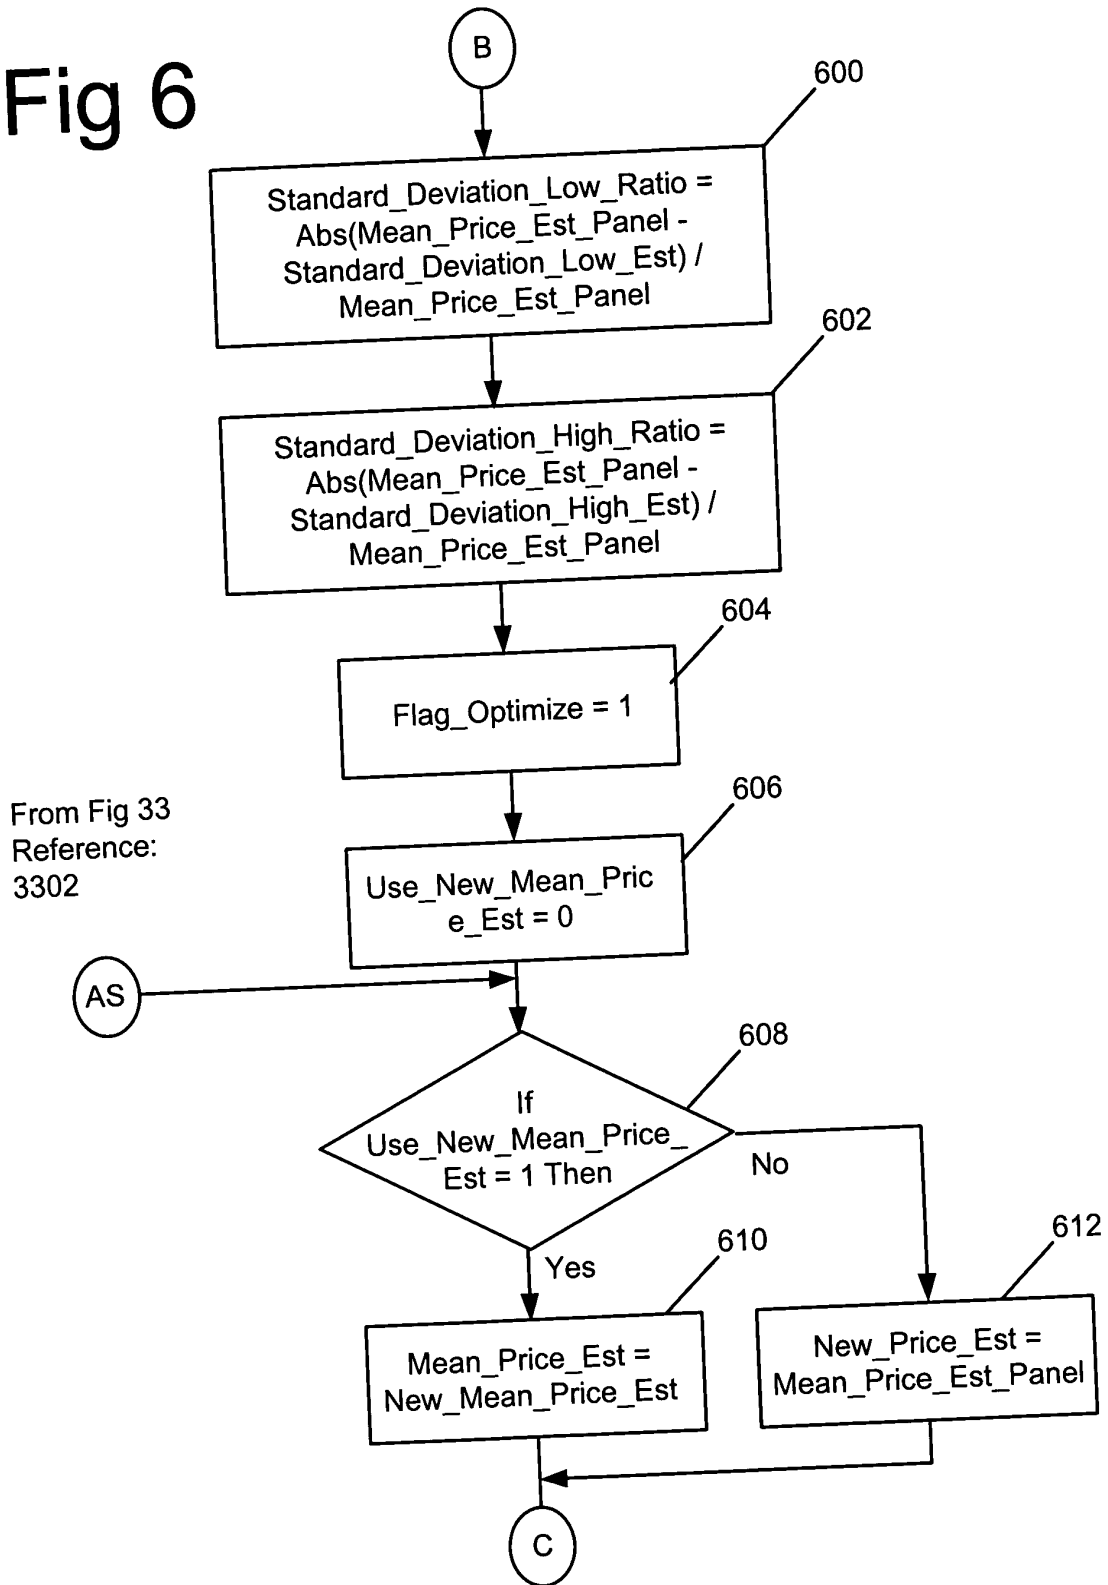 B
Fig 6
600
Standard_Deviation_Low_Ratio =
Abs(Mean_Price_Est_Panel -
Standard_Deviation_Low_Est) /
Mean_Price_Est_Panel
602
Standard_Deviation_High_Ratio =
Abs(Mean_Price_Est_Panel -
Standard_Deviation_High_Est) /
Mean_Price_Est_Panel
604
Flag_Optimize = 1
606
From Fig 33
Reference:
3302
Use_New_Mean_Pric
e_Est = 0
AS
608
If
Use_New_Mean_Price_
Est = 1 Then
No
Yes
610
612
Mean_Price_Est =
New_Mean_Price_Est
New_Price_Est =
Mean_Price_Est_Panel
C